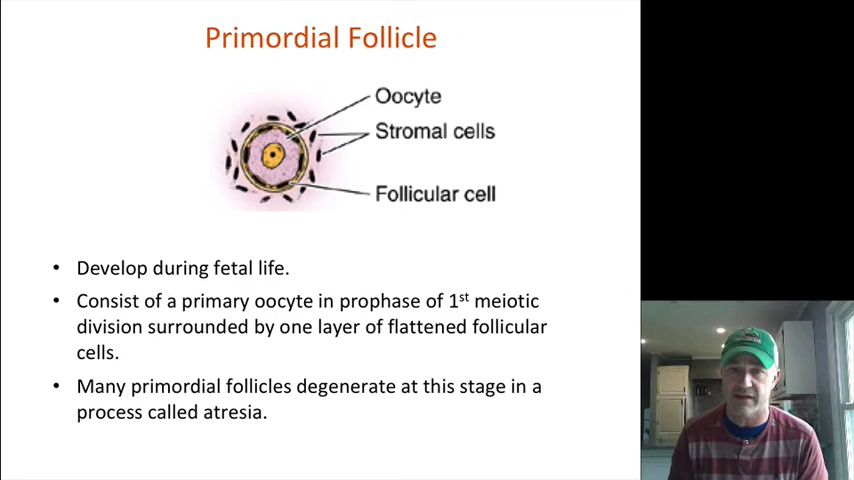 Primordial Follicle
Oocyte
Stromal cells
Follicular cell
• Develop during fetal life.
• Consist of a primary oocyte in prophase of 1st meiotic
division surrounded by one layer of flattened follicular
cells.
• Many primordial follicles degenerate at this stage in a
process called atresia.